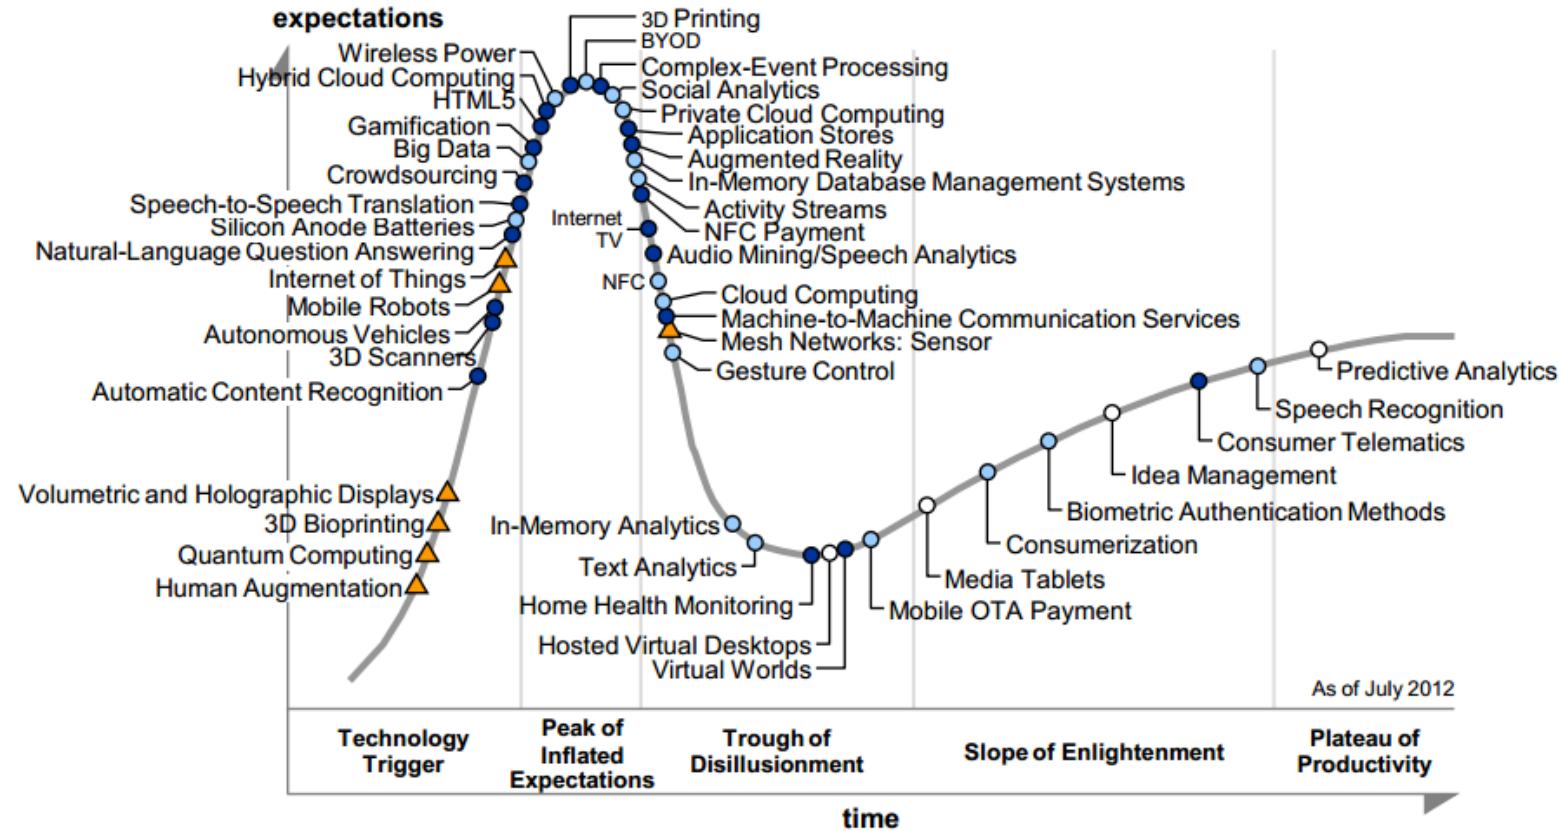 expectations
3D Printing
BYOD
Wireless Power
Complex-Event Processing
Hybrid Cloud Computing
Social Analytics
HTML5
Private Cloud Computing
Gamification
Application Stores
Big Data
Augmented Reality
Crowdsourcing
In-Memory Database Management Systems
Speech-to-Speech Translation
Activity Streams
Silicon Anode Batteries
Internet
TV
NFC Payment
Natural-Language Question Answering
Audio Mining/Speech Analytics
Internet of Things
NFC
Mobile Robots
Cloud Computing
Autonomous Vehicles
Machine-to-Machine Communication Services
3D Scanners
Mesh Networks: Sensor
Automatic Content Recognition
Gesture Control
Predictive Analytics
Speech Recognition
Consumer Telematics
Idea Management
Biometric Authentication Methods
Consumerization
Media Tablets
Mobile OTA Payment
Volumetric and Holographic Displays
3D Bioprinting
Quantum Computing
Human Augmentation
In-Memory Analytics
Text Analytics
Home Health Monitoring
Hosted Virtual Desktops
Virtual Worlds
As of July 2012
Technology
Trigger
Peak of
Inflated
Expectations
Trough of
Disillusionment
Slope of Enlightenment
Plateau of
Productivity
time